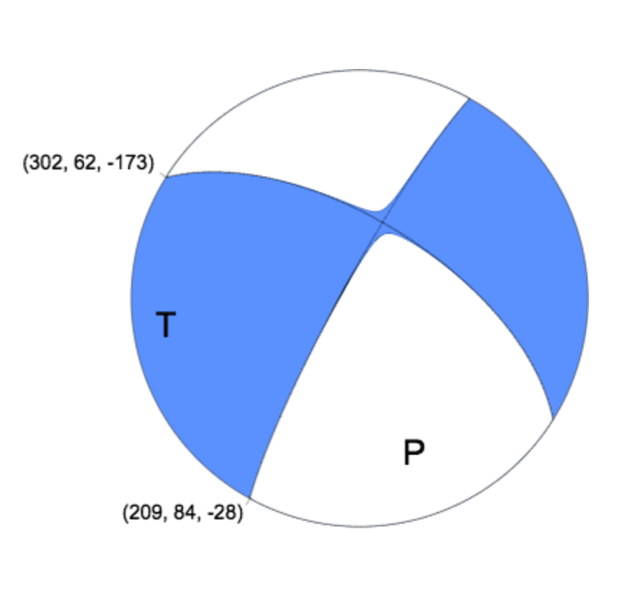 (302, 62, -173)
T
P
(209, 84, -28)